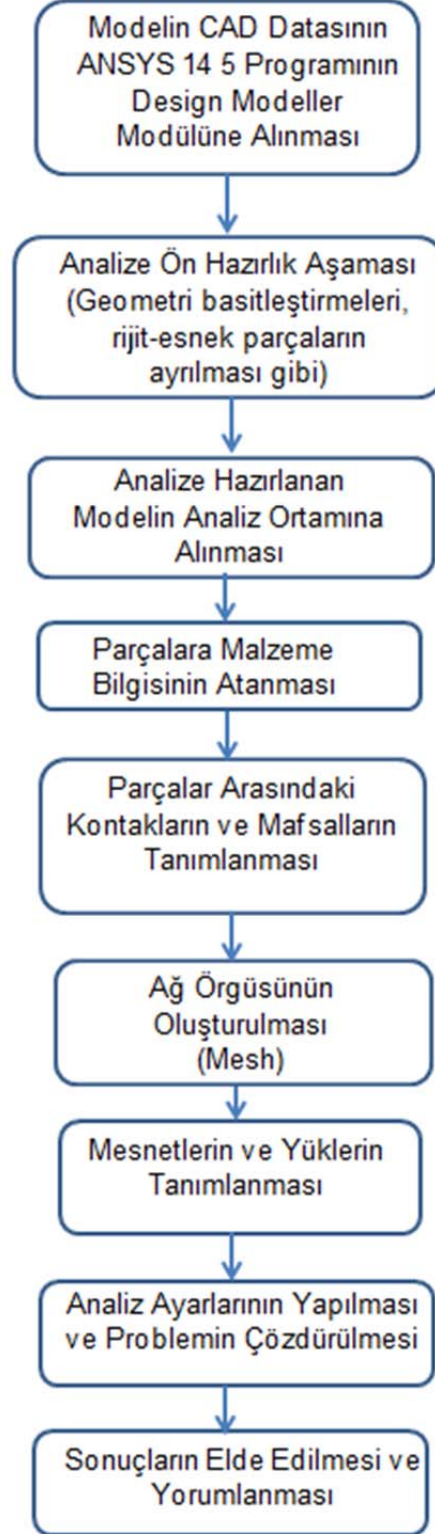 Modelin CAD Datasının
ANSYS 14 5 Programının
Design Modeller
Modülüne Alınması
Analize Ön Hazırlık Aşaması
(Geometri basitleştirmeleri,
rijit-esnek parçaların
ayrılması gibi)
Analize Hazırlanan
Modelin Analiz Ortamına
Alınması
Parçalara Malzeme
Bilgisinin Atanması
Parçalar Arasındaki
Kontakların ve Mafsalların
Tanımlanması
Ağ Örgüsünün
Oluşturulması
(Mesh)
Mesnetlerin ve Yüklerin
Tanımlanması
Analiz Ayarlarının Yapılması
ve Problemin Çözdürülmesi
Sonuçların Elde Edilmesi ve
Yorumlanması